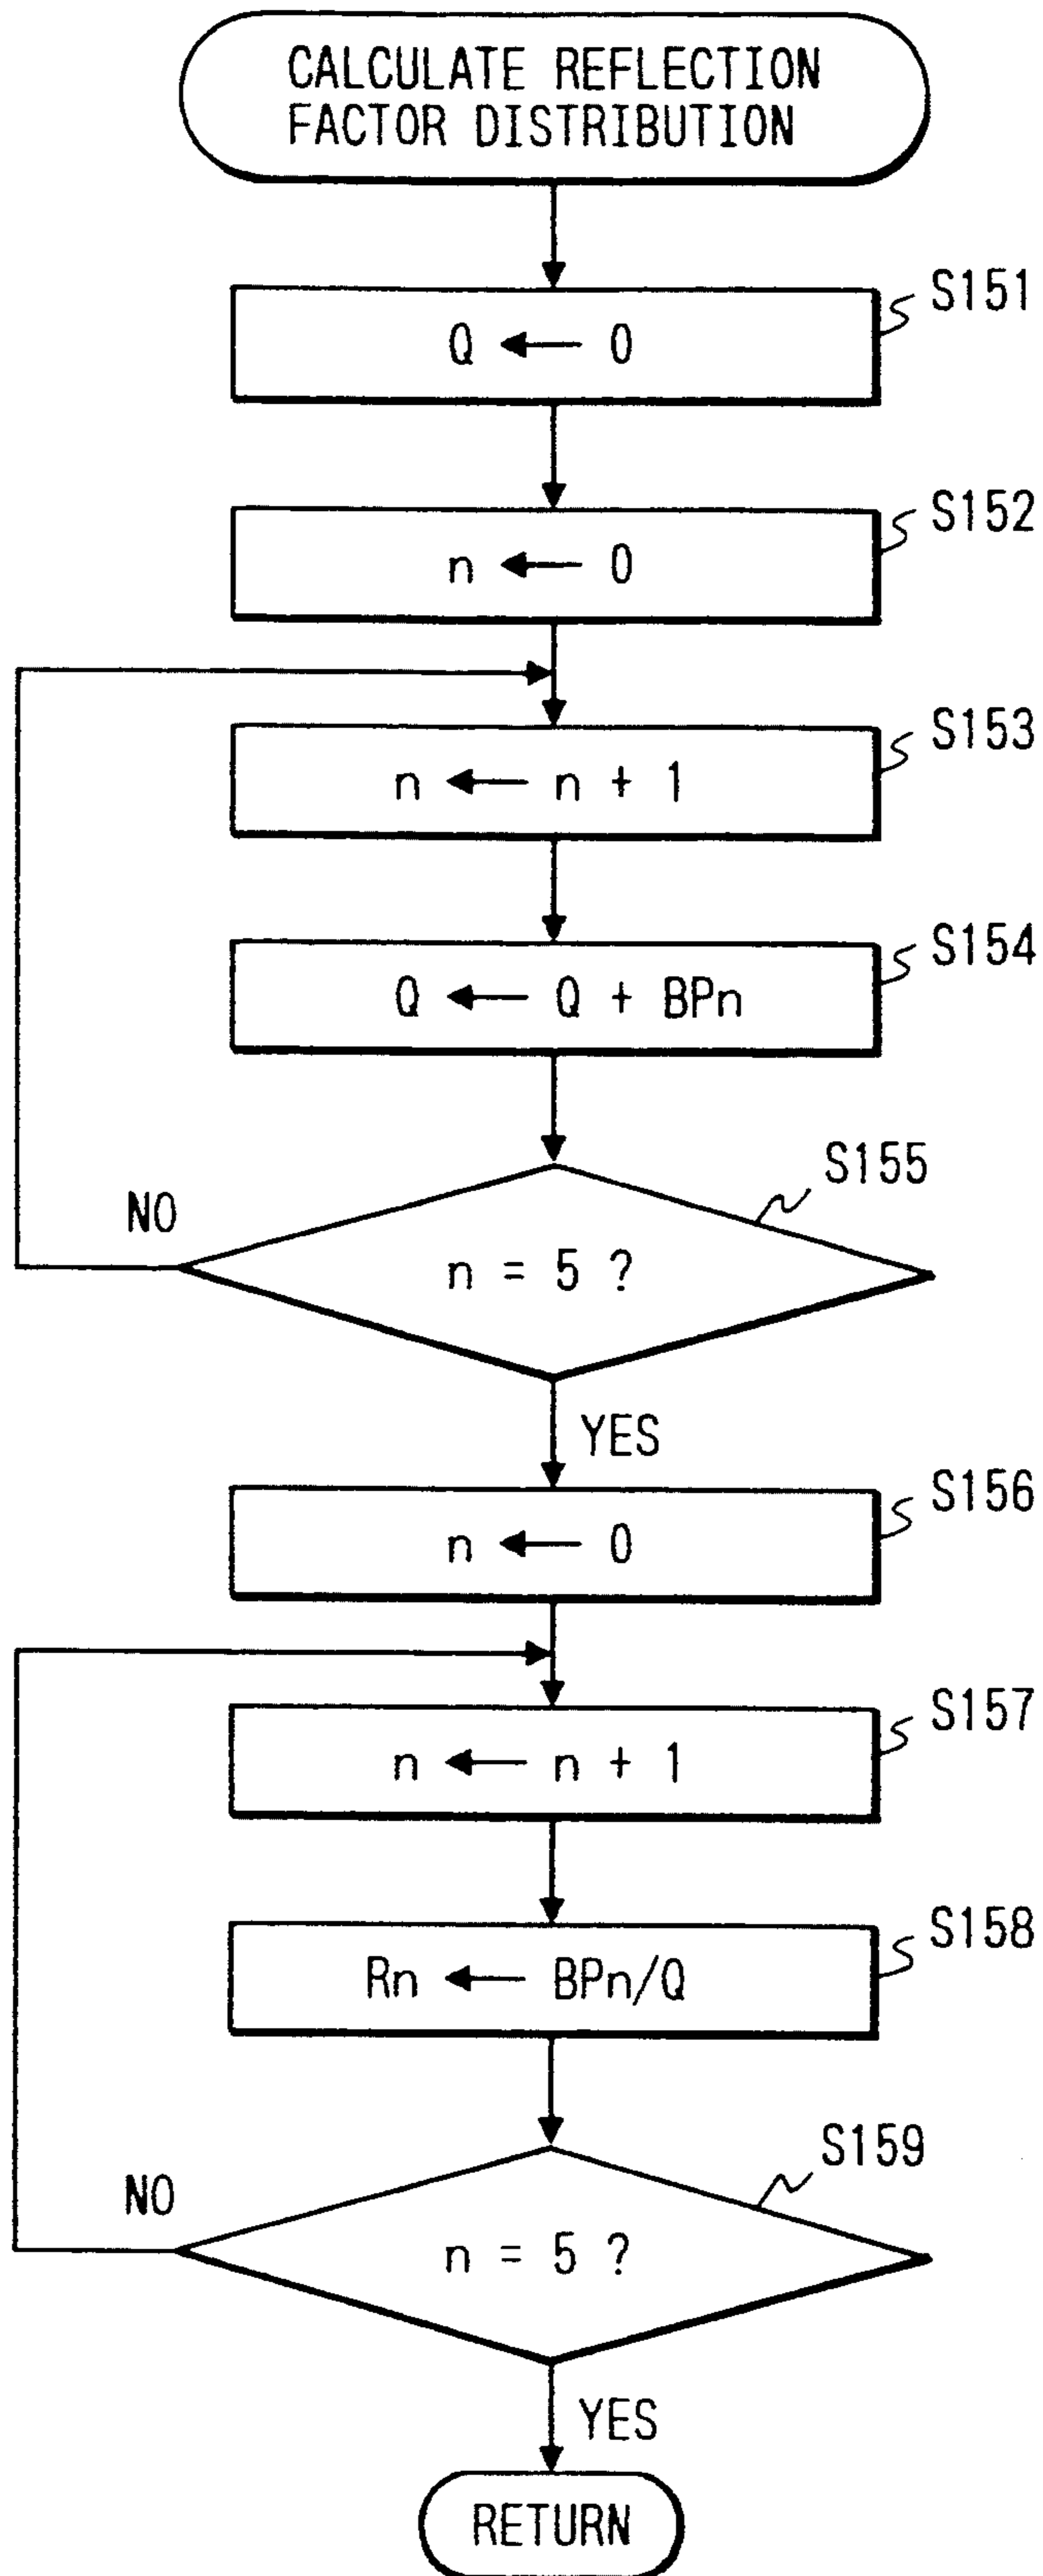 CALCULATE REFLECTION
FACTOR DISTRIBUTION
S151
Q ← 0
S152
n ← 0
S153
n ← n + 1
S154
Q ← Q + BPn
S155
NO
n = 5 ?
YES
S156
n ← 0
S157
n ← n + 1
S158
Rn ← BPn/Q
S159
NO
n = 5 ?
YES
RETURN